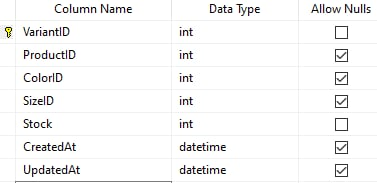 Column Name Data Type Allow Nulls
VariantID int
ProductID int
ColorID int
SizeID int
Stock int
CreatedAt datetime
UpdatedAt datetime